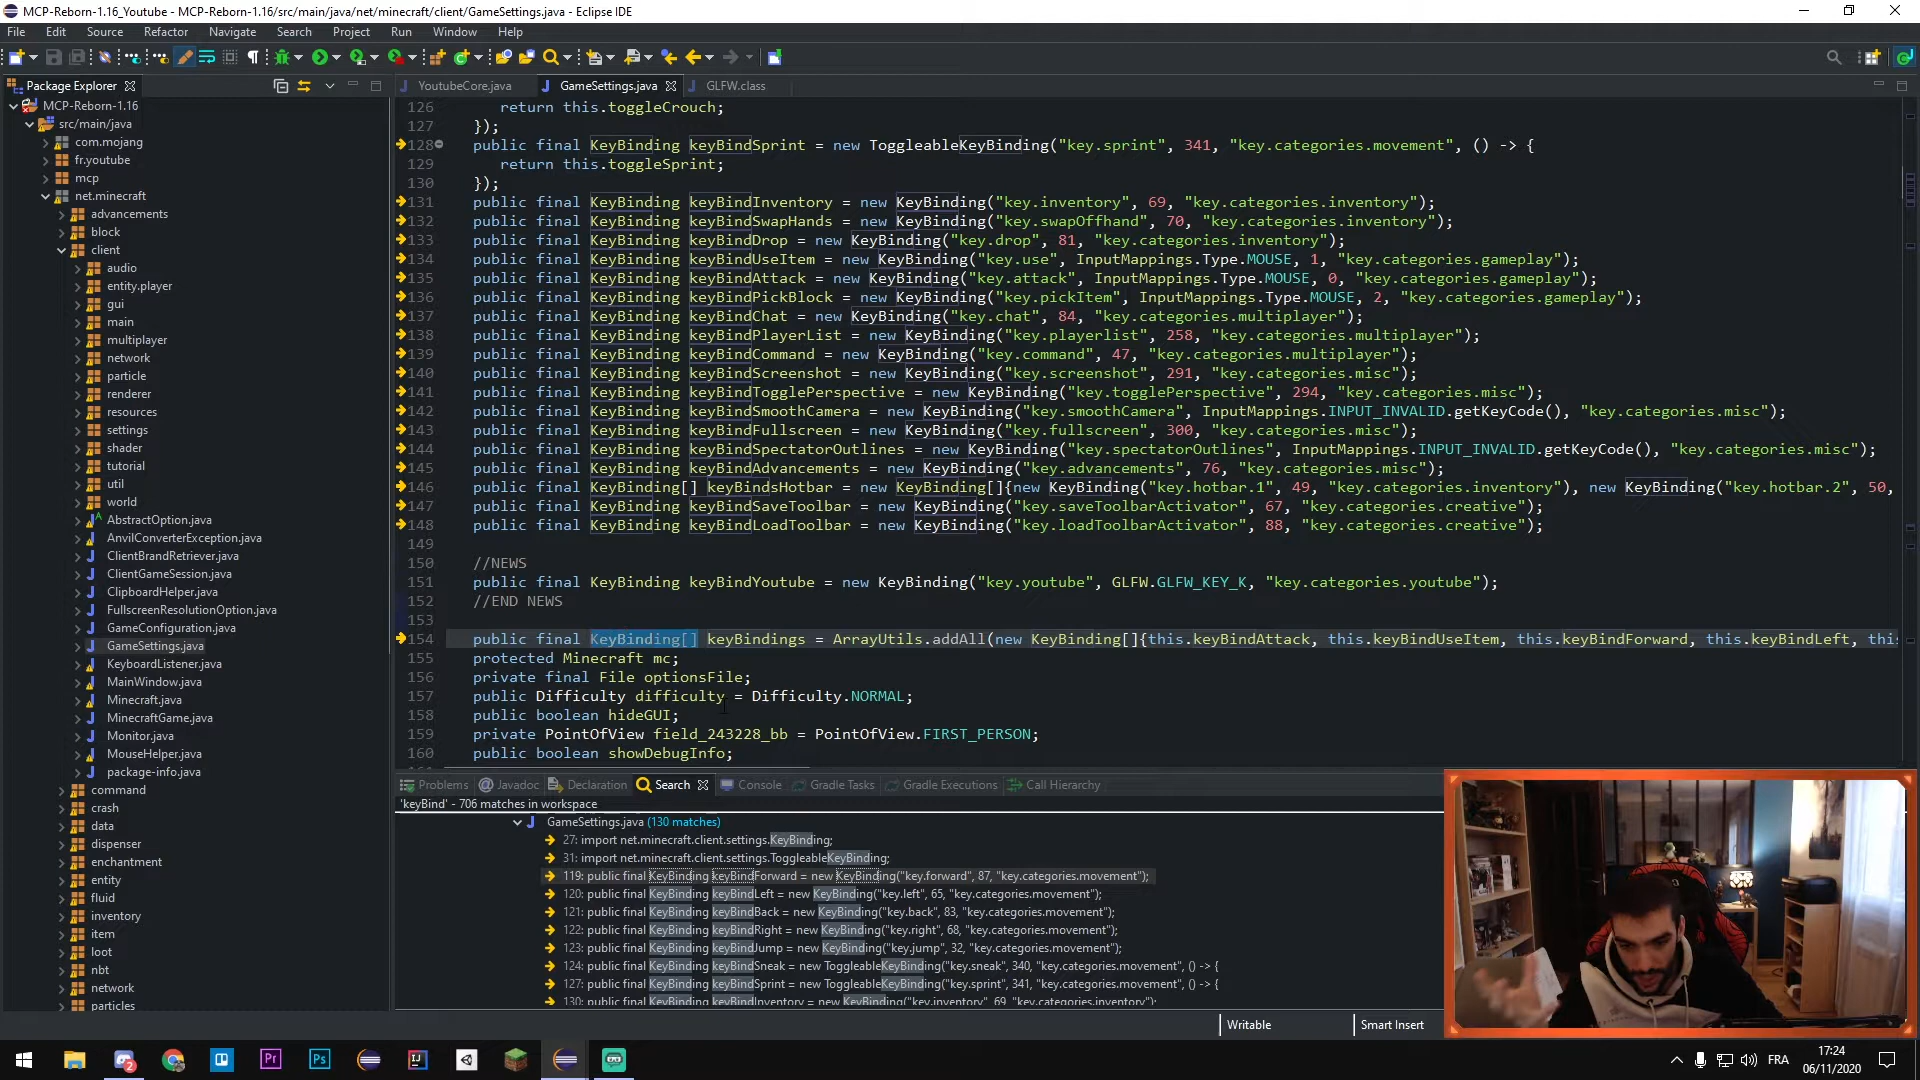 MCP-Reborn-1.16_Youtube - MCP-Reborn-1.16/src/main/java/net/minecraft/client/GameSettings.java - Eclipse IDE
File Edit Source Refactor Navigate Search Project Run Window Help
Package Explorer
YoutubeCore.java GameSettings.java GLFW.class
MCP-Reborn-1.16
src/main/java
com.mojang
fr.youtube
mcp
net.minecraft
advancements
block
client
audio
entity.player
gui
main
multiplayer
network
particle
renderer
resources
settings
shader
tutorial
util
world
AbstractOption.java
AnvilConverterException.java
ClientBrandRetriever.java
ClientGameSession.java
ClipboardHelper.java
FullscreenResolutionOption.java
GameConfiguration.java
GameSettings.java
KeyboardListener.java
MainWindow.java
Minecraft.java
MinecraftGame.java
Monitor.java
MouseHelper.java
package-info.java
command
crash
data
dispenser
enchantment
entity
fluid
inventory
item
loot
nbt
network
particles
126 return this.toggleCrouch;
127 });
128 public final KeyBinding keyBindSprint = new ToggleableKeyBinding("key.sprint", 341, "key.categories.movement", () -> {
129 return this.toggleSprint;
130 });
131 public final KeyBinding keyBindInventory = new KeyBinding("key.inventory", 69, "key.categories.inventory");
132 public final KeyBinding keyBindSwapHands = new KeyBinding("key.swapOffhand", 70, "key.categories.inventory");
133 public final KeyBinding keyBindDrop = new KeyBinding("key.drop", 81, "key.categories.inventory");
134 public final KeyBinding keyBindUseItem = new KeyBinding("key.use", InputMappings.Type.MOUSE, 1, "key.categories.gameplay");
135 public final KeyBinding keyBindAttack = new KeyBinding("key.attack", InputMappings.Type.MOUSE, 0, "key.categories.gameplay");
136 public final KeyBinding keyBindPickBlock = new KeyBinding("key.pickItem", InputMappings.Type.MOUSE, 2, "key.categories.gameplay");
137 public final KeyBinding keyBindChat = new KeyBinding("key.chat", 84, "key.categories.multiplayer");
138 public final KeyBinding keyBindPlayerList = new KeyBinding("key.playerlist", 258, "key.categories.multiplayer");
139 public final KeyBinding keyBindCommand = new KeyBinding("key.command", 47, "key.categories.multiplayer");
140 public final KeyBinding keyBindScreenshot = new KeyBinding("key.screenshot", 291, "key.categories.misc");
141 public final KeyBinding keyBindTogglePerspective = new KeyBinding("key.togglePerspective", 294, "key.categories.misc");
142 public final KeyBinding keyBindSmoothCamera = new KeyBinding("key.smoothCamera", InputMappings.INPUT_INVALID.getKeyCode(), "key.categories.misc");
143 public final KeyBinding keyBindFullscreen = new KeyBinding("key.fullscreen", 300, "key.categories.misc");
144 public final KeyBinding keyBindSpectatorOutlines = new KeyBinding("key.spectatorOutlines", InputMappings.INPUT_INVALID.getKeyCode(), "key.categories.misc");
145 public final KeyBinding keyBindAdvancements = new KeyBinding("key.advancements", 76, "key.categories.misc");
146 public final KeyBinding[] keyBindsHotbar = new KeyBinding[]{new KeyBinding("key.hotbar.1", 49, "key.categories.inventory"), new KeyBinding("key.hotbar.2", 50,
147 public final KeyBinding keyBindSaveToolbar = new KeyBinding("key.saveToolbarActivator", 67, "key.categories.creative");
148 public final KeyBinding keyBindLoadToolbar = new KeyBinding("key.loadToolbarActivator", 88, "key.categories.creative");
149
150 //NEWS
151 public final KeyBinding keyBindYoutube = new KeyBinding("key.youtube", GLFW.GLFW_KEY_K, "key.categories.youtube");
152 //END NEWS
153
154 public final KeyBinding[] keyBindings = ArrayUtils.addAll(new KeyBinding[]{this.keyBindAttack, this.keyBindUseItem, this.keyBindForward, this.keyBindLeft, this
155 protected Minecraft mc;
156 private final File optionsFile;
157 public Difficulty difficulty = Difficulty.NORMAL;
158 public boolean hideGUI;
159 private PointOfView field_243228_bb = PointOfView.FIRST_PERSON;
160 public boolean showDebugInfo;
Problems Javadoc Declaration Search Console Gradle Tasks Gradle Executions Call Hierarchy
'keyBind' - 706 matches in workspace
GameSettings.java (130 matches)
27: import net.minecraft.client.settings.KeyBinding;
31: import net.minecraft.client.settings.ToggleableKeyBinding;
119: public final KeyBinding keyBindForward = new KeyBinding("key.forward", 87, "key.categories.movement");
120: public final KeyBinding keyBindLeft = new KeyBinding("key.left", 65, "key.categories.movement");
121: public final KeyBinding keyBindBack = new KeyBinding("key.back", 83, "key.categories.movement");
122: public final KeyBinding keyBindRight = new KeyBinding("key.right", 68, "key.categories.movement");
123: public final KeyBinding keyBindJump = new KeyBinding("key.jump", 32, "key.categories.movement");
124: public final KeyBinding keyBindSneak = new ToggleableKeyBinding("key.sneak", 340, "key.categories.movement", () -> {
127: public final KeyBinding keyBindSprint = new ToggleableKeyBinding("key.sprint", 341, "key.categories.movement", () -> {
130: public final KeyBinding keyBindInventory = new KeyBinding("key.inventory", 69, "key.categories.inventory");
Writable Smart Insert
FRA
17:24
06/11/2020